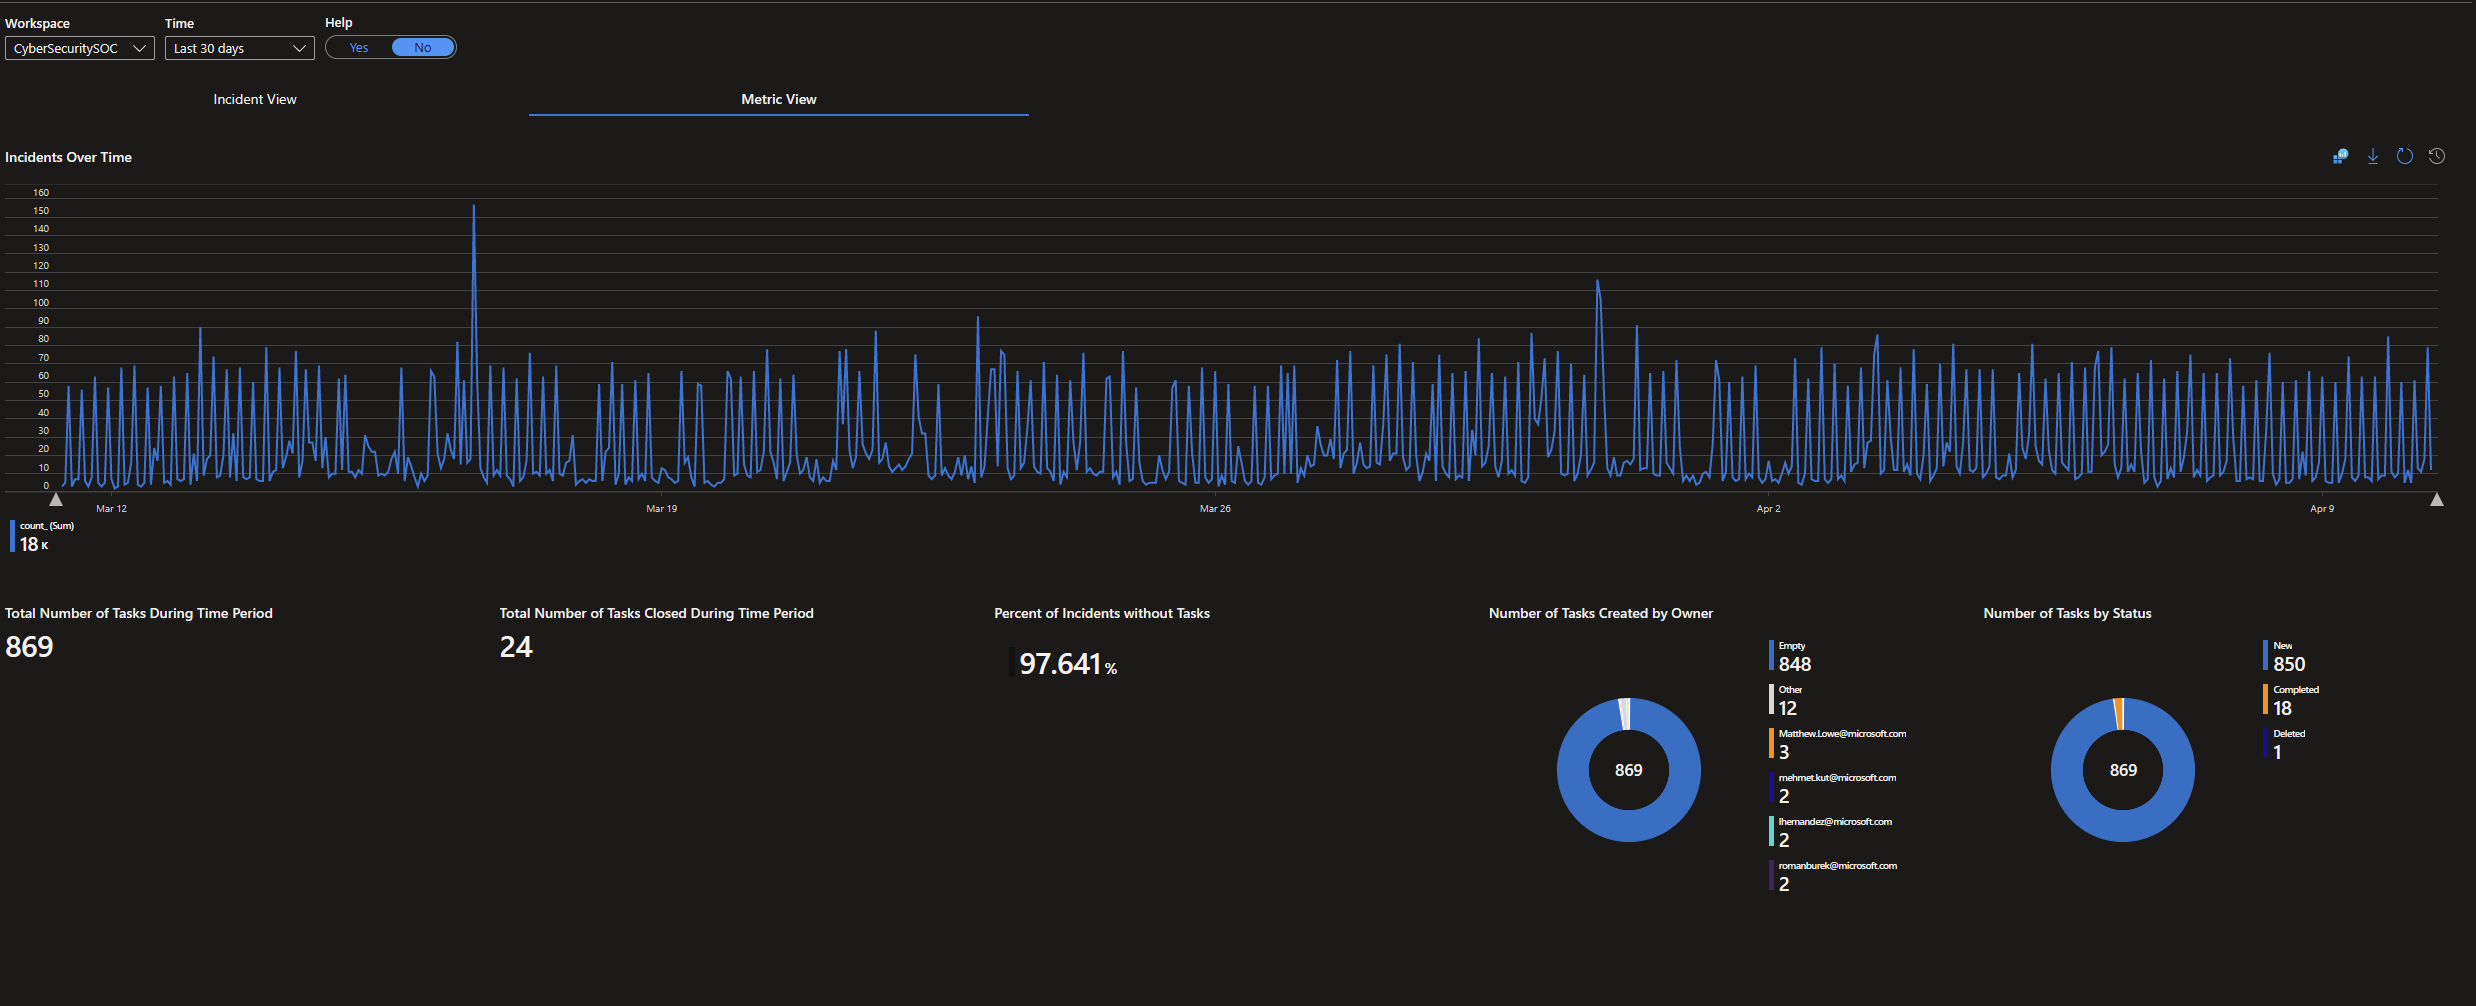 Workspace
Time
Help
CyberSecuritySOC
Last 30 days
Yes
No
Incident View
Metric View
Incidents Over Time
160
150
140
130
120
110
100
90
80
70
60
50
40
30
20
10
0
Mar 12
Mar 19
Mar 26
Apr 2
Apr 9
count_ (Sum)
18 K
Total Number of Tasks During Time Period
869
Total Number of Tasks Closed During Time Period
24
Percent of Incidents without Tasks
97.641 %
Number of Tasks Created by Owner
869
Empty
848
Other
12
Matthew.Lowe@microsoft.com
3
mehmet.kut@microsoft.com
2
lhernandez@microsoft.com
2
romanburek@microsoft.com
2
Number of Tasks by Status
869
New
850
Completed
18
Deleted
1